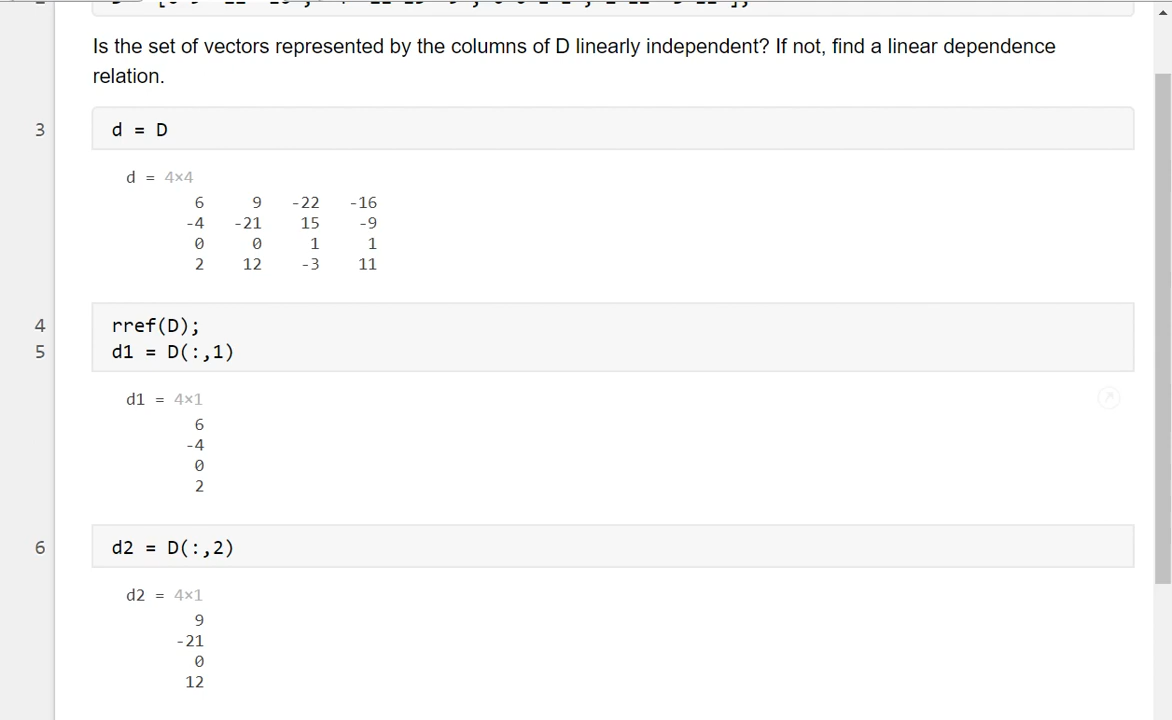 Is the set of vectors represented by the columns of D linearly independent? If not, find a linear dependence
relation.
3 d = D
d = 4×4
6 9 -22 -16
-4 -21 15 -9
0 0 1 1
2 12 -3 11
4 rref(D);
5 d1 = D(:,1)
d1 = 4×1
6
-4
0
2
6 d2 = D(:,2)
d2 = 4×1
9
-21
0
12